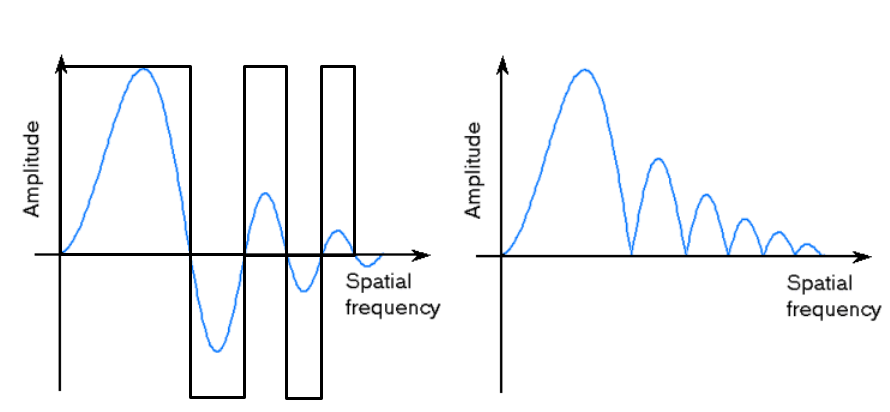 Amplitude
Spatial
frequency
Amplitude
Spatial
frequency